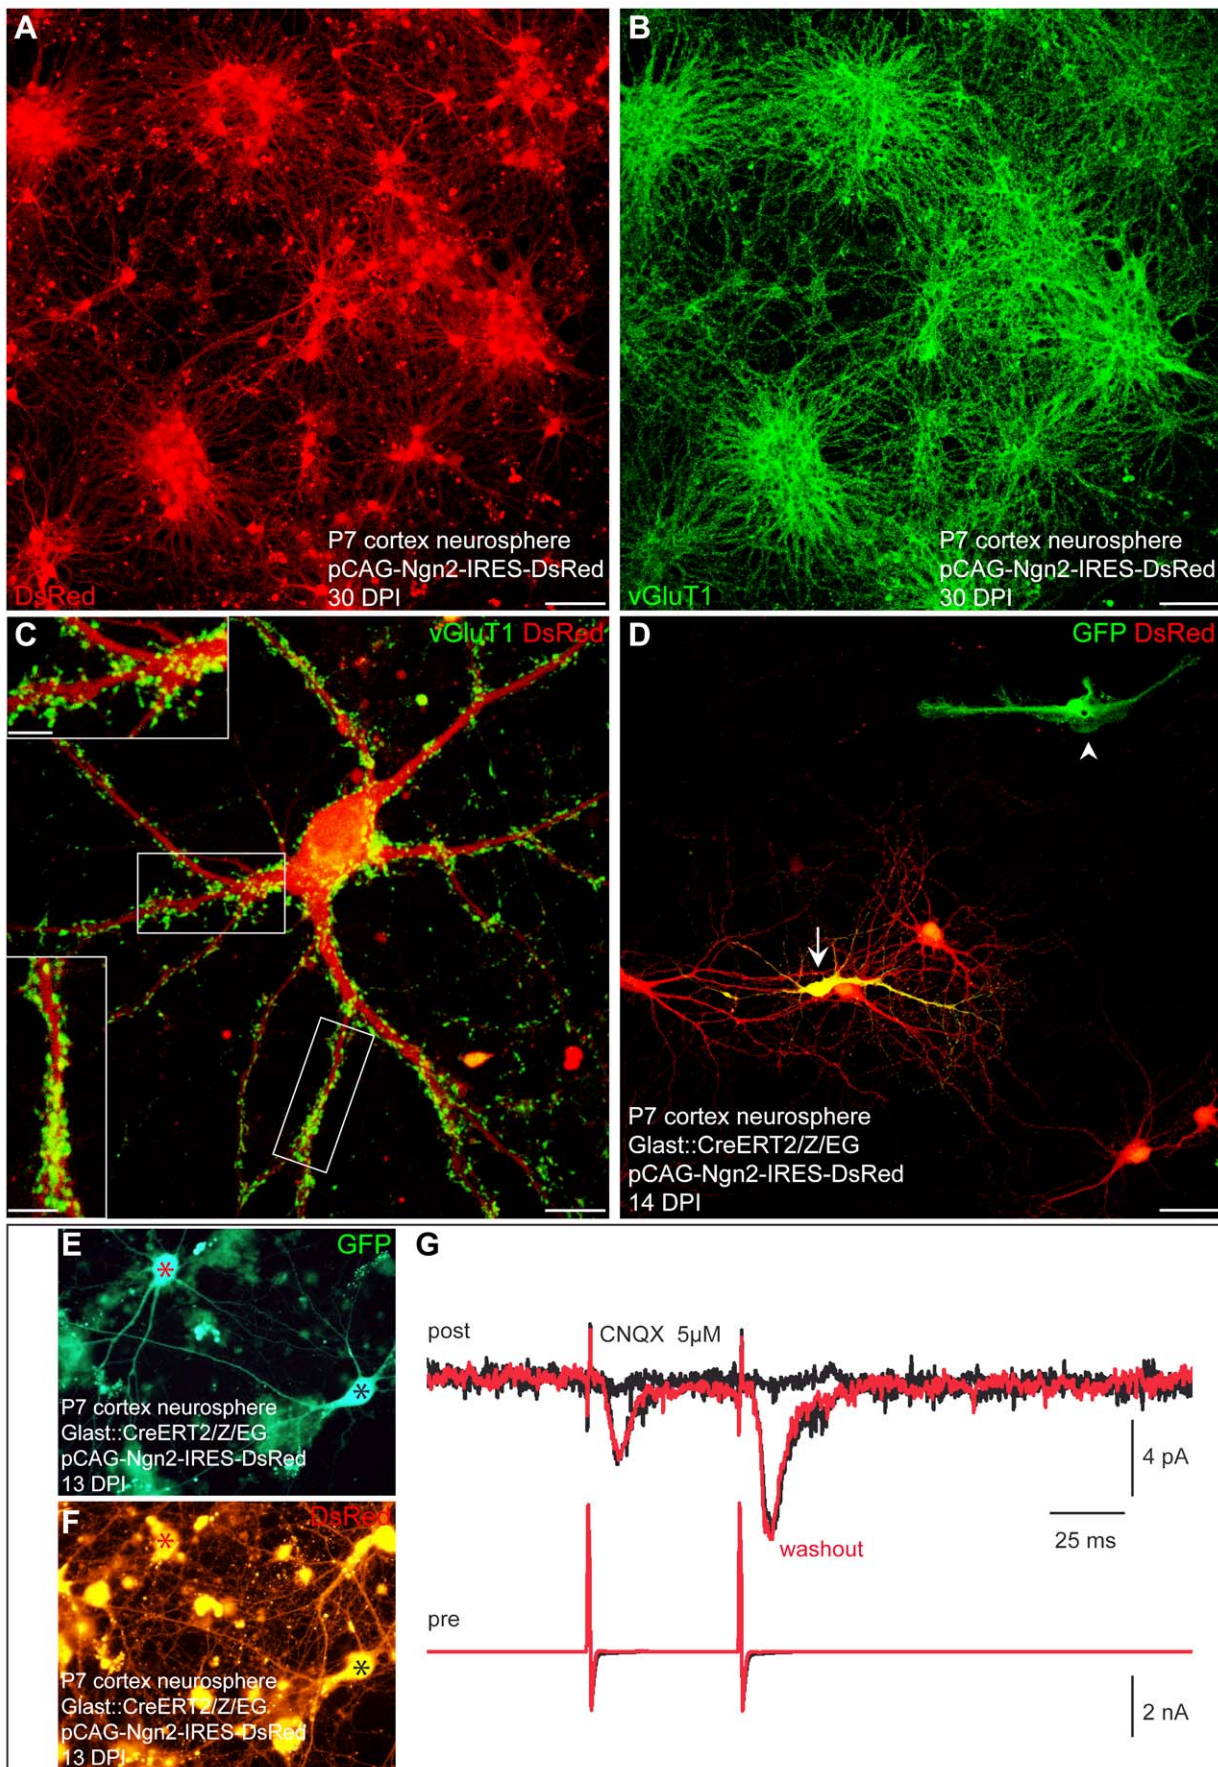 A
P7 cortex neurosphere
pCAG-Ngn2-IRES-DsRed
30 DPI
DsRed
B
P7 cortex neurosphere
pCAG-Ngn2-IRES-DsRed
30 DPI
vGluT1
C
vGluT1 DsRed
D
GFP DsRed
P7 cortex neurosphere
Glast::CreERT2/Z/EG
pCAG-Ngn2-IRES-DsRed
14 DPI
E
GFP
*
*
P7 cortex neurosphere
Glast::CreERT2/Z/EG
pCAG-Ngn2-IRES-DsRed
13 DPI
F
DsRed
*
*
P7 cortex neurosphere
Glast::CreERT2/Z/EG
pCAG-Ngn2-IRES-DsRed
13 DPI
G
post
CNQX 5µM
4 pA
25 ms
washout
pre
2 nA